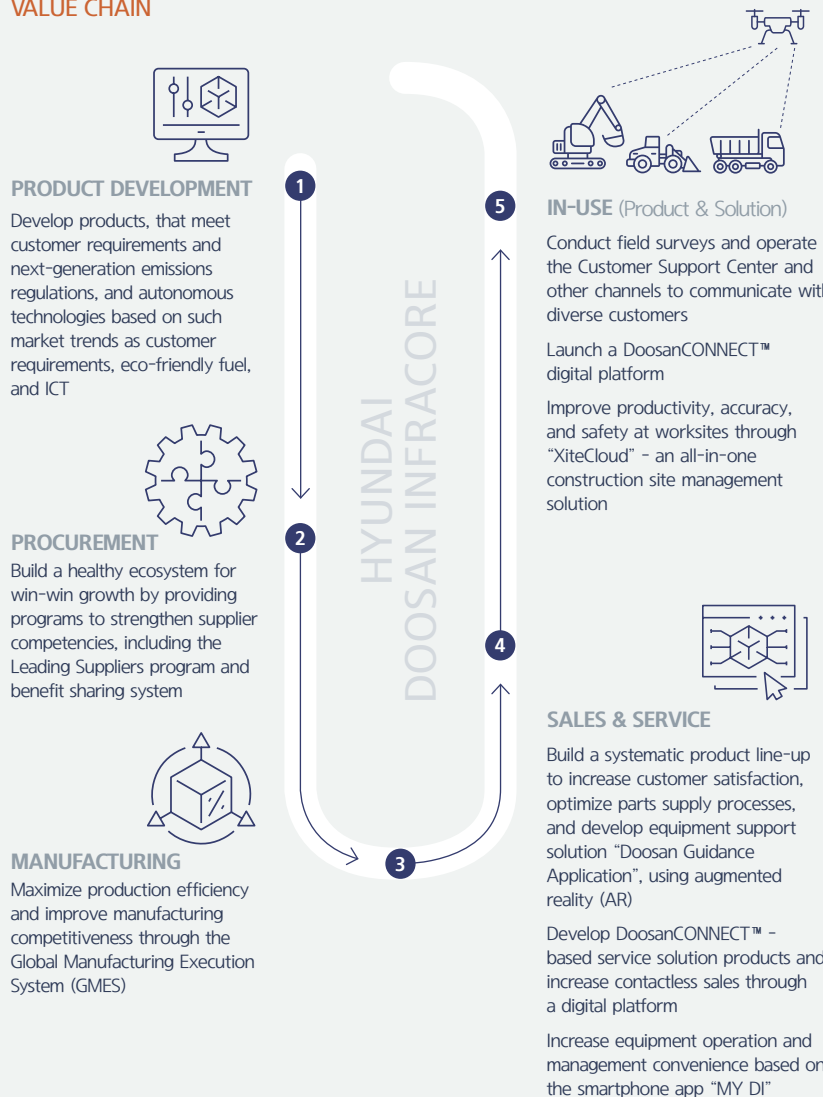 VALUE CHAIN
PRODUCT DEVELOPMENT
Develop products, that meet
customer requirements and
next-generation emissions
regulations, and autonomous
technologies based on such
market trends as customer
requirements, eco-friendly fuel,
and ICT
PROCUREMENT
Build a healthy ecosystem for
win-win growth by providing
programs to strengthen supplier
competencies, including the
Leading Suppliers program and
benefit sharing system
MANUFACTURING
Maximize production efficiency
and improve manufacturing
competitiveness through the
Global Manufacturing Execution
System (GMES)
1
2
3
4
5
HYUNDAI
DOOSAN INFRACORE
IN-USE (Product & Solution)
Conduct field surveys and operate
the Customer Support Center and
other channels to communicate with
diverse customers
Launch a DoosanCONNECT™
digital platform
Improve productivity, accuracy,
and safety at worksites through
“XiteCloud” - an all-in-one
construction site management
solution
SALES & SERVICE
Build a systematic product line-up
to increase customer satisfaction,
optimize parts supply processes,
and develop equipment support
solution “Doosan Guidance
Application”, using augmented
reality (AR)
Develop DoosanCONNECT™ -
based service solution products and
increase contactless sales through
a digital platform
Increase equipment operation and
management convenience based on
the smartphone app “MY DI”